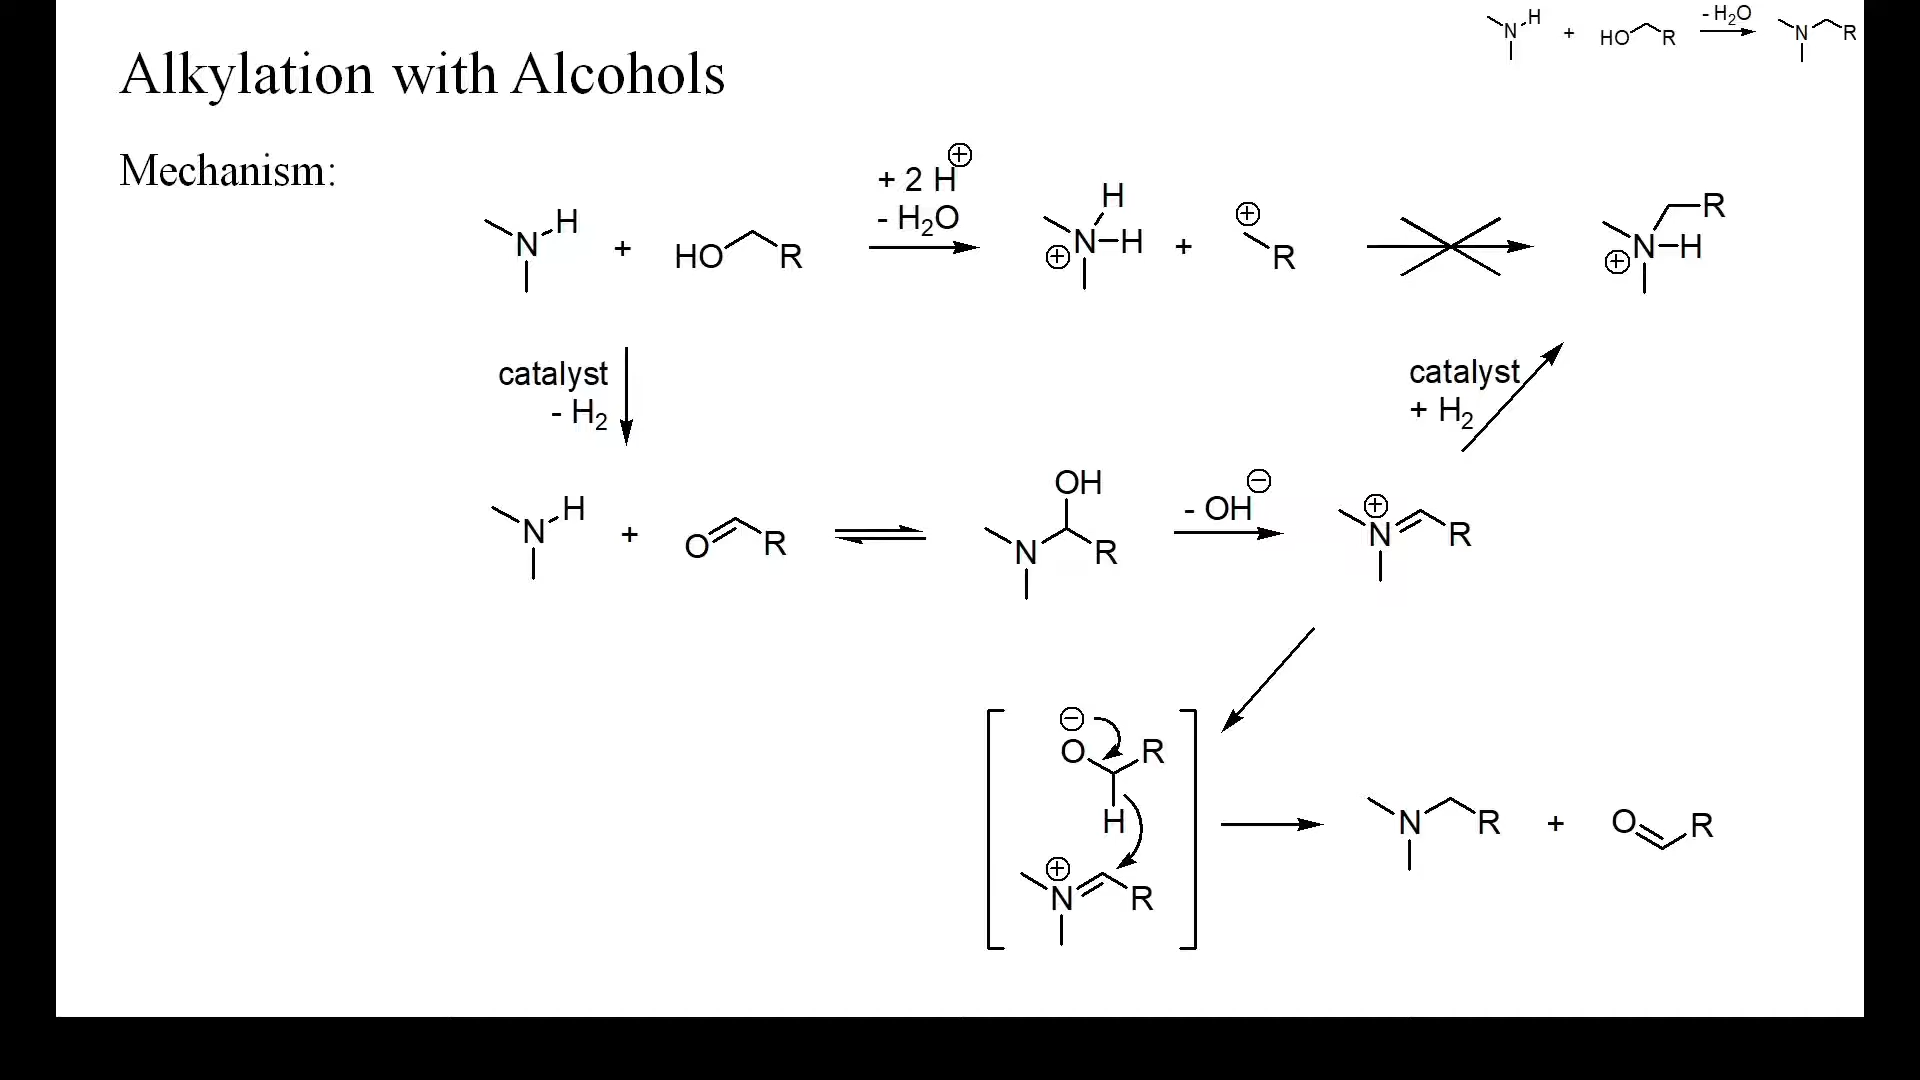 N H + HO R - H₂O N R
Alkylation with Alcohols
Mechanism:
N H + HO R + 2 H⊕ - H₂O H N H ⊕ + ⊕ R R N H ⊕
catalyst - H₂
catalyst + H₂
N H + O R OH N R - OH⊖ ⊕ N R
⊖ O R H ⊕ N R
N R + O R